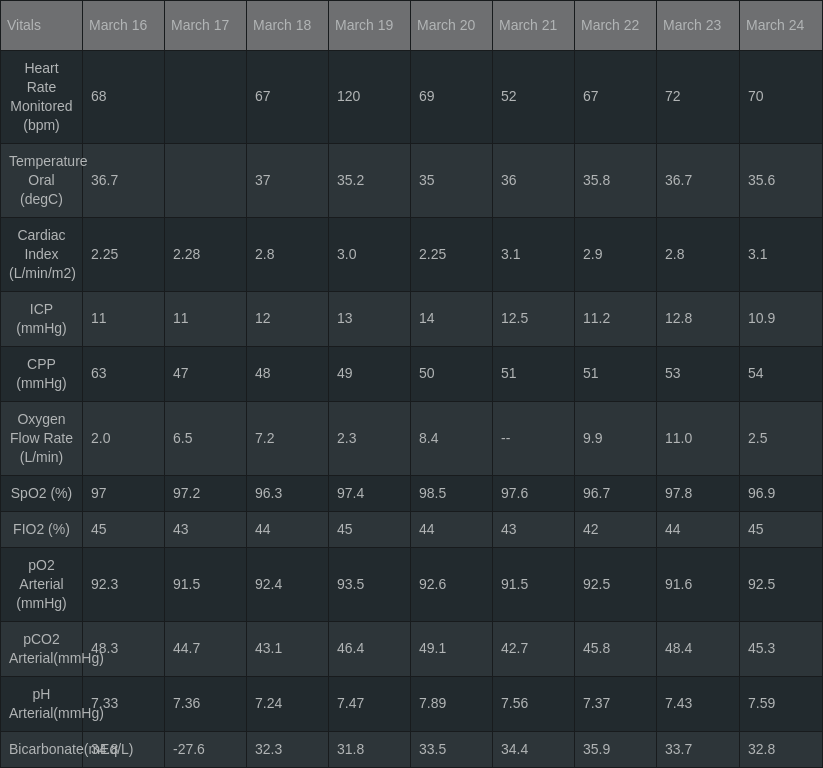 Vitals March 16 March 17 March 18 March 19 March 20 March 21 March 22 March 23 March 24
Heart
Rate
Monitored
(bpm)
68 67 120 69 52 67 72 70
Temperature
Oral
(degC)
36.7 37 35.2 35 36 35.8 36.7 35.6
Cardiac
Index
(L/min/m2)
2.25 2.28 2.8 3.0 2.25 3.1 2.9 2.8 3.1
ICP
(mmHg)
11 11 12 13 14 12.5 11.2 12.8 10.9
CPP
(mmHg)
63 47 48 49 50 51 51 53 54
Oxygen
Flow Rate
(L/min)
2.0 6.5 7.2 2.3 8.4 -- 9.9 11.0 2.5
SpO2 (%) 97 97.2 96.3 97.4 98.5 97.6 96.7 97.8 96.9
FIO2 (%) 45 43 44 45 44 43 42 44 45
pO2
Arterial
(mmHg)
92.3 91.5 92.4 93.5 92.6 91.5 92.5 91.6 92.5
pCO2
Arterial(mmHg)
48.3 44.7 43.1 46.4 49.1 42.7 45.8 48.4 45.3
pH
Arterial(mmHg)
7.33 7.36 7.24 7.47 7.89 7.56 7.37 7.43 7.59
Bicarbonate(mEq/L) -27.6 32.3 31.8 33.5 34.4 35.9 33.7 32.8